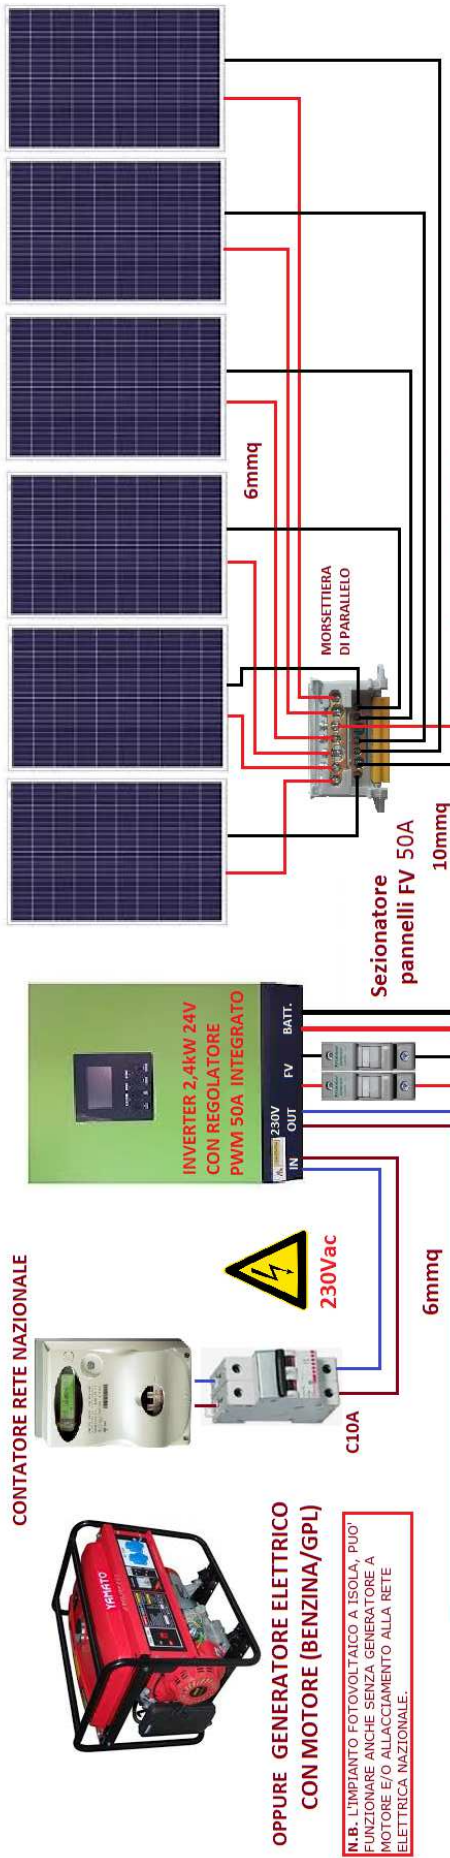 6mmq
MORSETTIERA
DI PARALLELO
10mmq
Sezionatore
pannelli FV 50A
INVERTER 2,4kW 24V
CON REGOLATORE
PWM 50A INTEGRATO
230V
IN OUT FV BATT.
230Vac
6mmq
CONTATORE RETE NAZIONALE
C10A
YAMATO
OPPURE GENERATORE ELETTRICO
CON MOTORE (BENZINA/GPL)
N.B. L'IMPIANTO FOTOVOLTAICO A ISOLA, PUO'
FUNZIONARE ANCHE SENZA GENERATORE A
MOTORE E/O ALLACCIAMENTO ALLA RETE
ELETTRICA NAZIONALE.